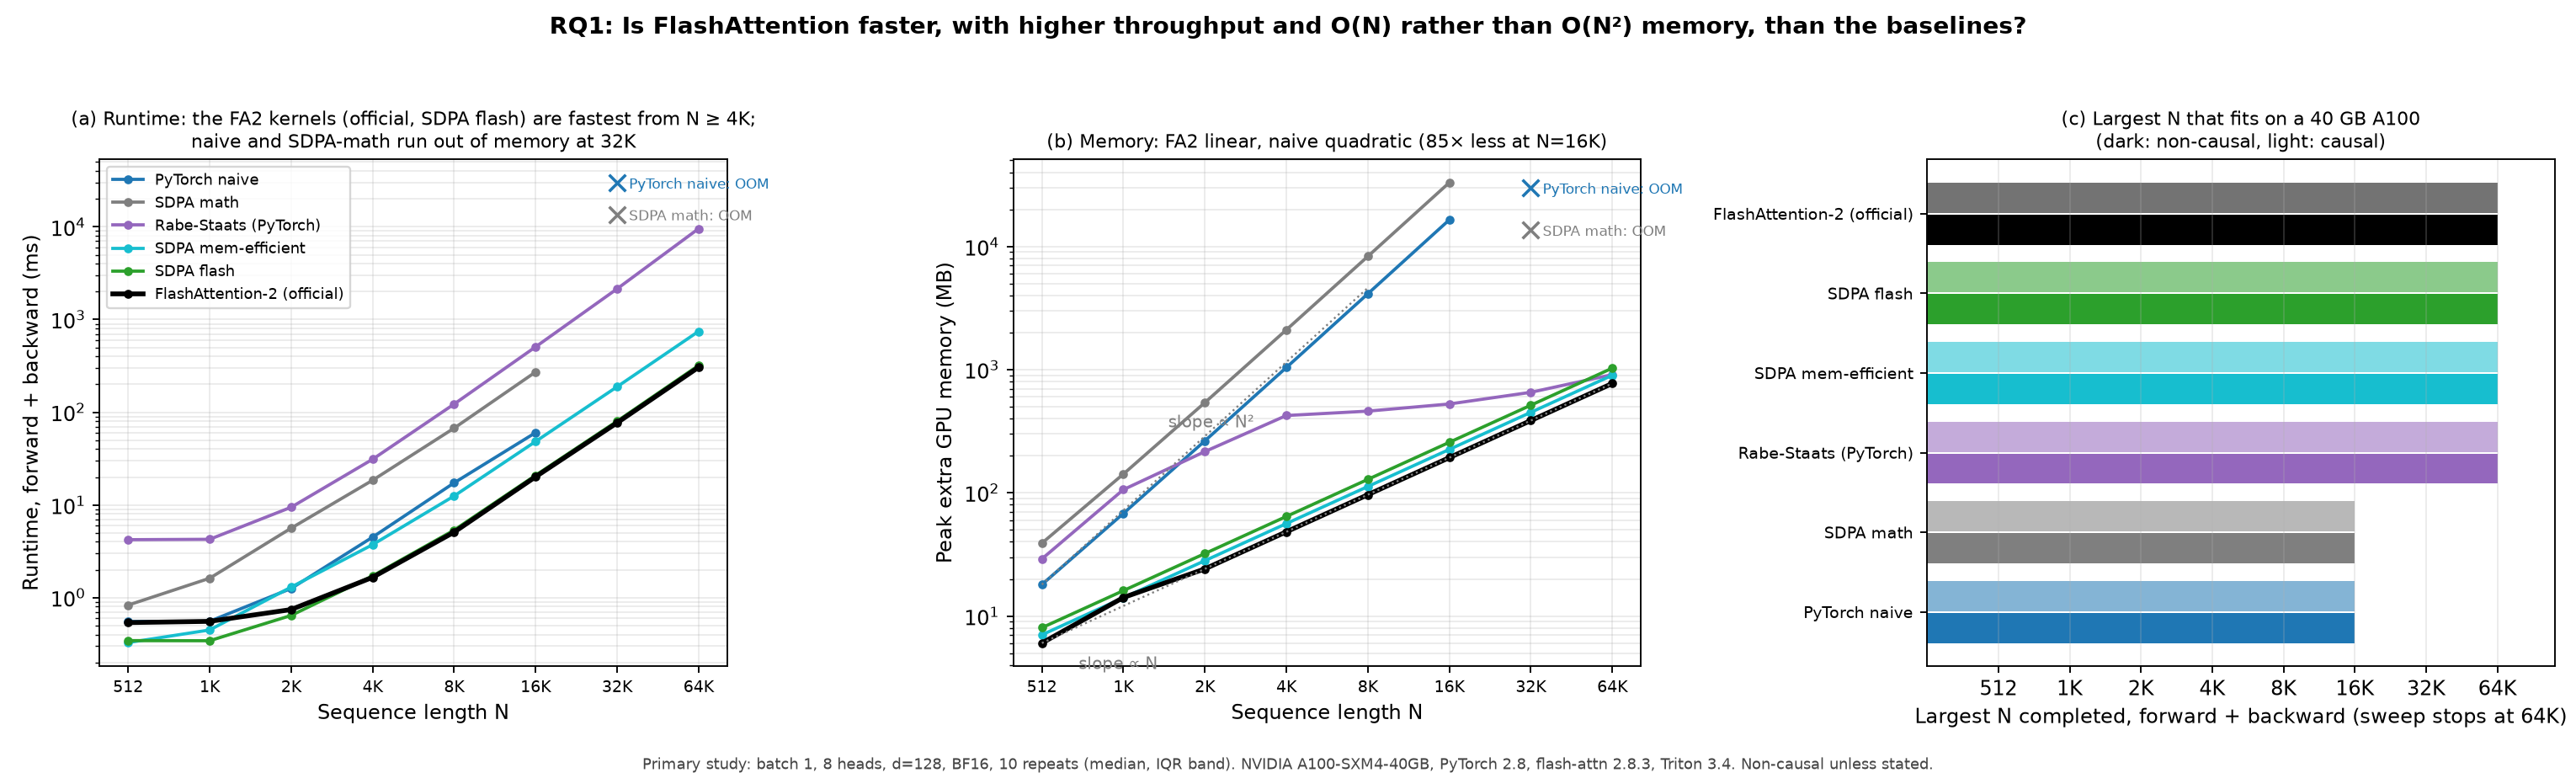 RQ1: Is FlashAttention faster, with higher throughput and O(N) rather than O(N²) memory, than the baselines?
(a) Runtime: the FA2 kernels (official, SDPA flash) are fastest from N ≥ 4K;
naive and SDPA-math run out of memory at 32K
PyTorch naive
SDPA math
Rabe-Staats (PyTorch)
SDPA mem-efficient
SDPA flash
FlashAttention-2 (official)
PyTorch naive: OOM
SDPA math: OOM
Runtime, forward + backward (ms)
10⁴
10³
10²
10¹
10⁰
512 1K 2K 4K 8K 16K 32K 64K
Sequence length N
(b) Memory: FA2 linear, naive quadratic (85× less at N=16K)
PyTorch naive: OOM
SDPA math: OOM
Peak extra GPU memory (MB)
10⁴
10³
10²
10¹
slope ∝ N²
slope ∝ N
512 1K 2K 4K 8K 16K 32K 64K
Sequence length N
(c) Largest N that fits on a 40 GB A100
(dark: non-causal, light: causal)
FlashAttention-2 (official)
SDPA flash
SDPA mem-efficient
Rabe-Staats (PyTorch)
SDPA math
PyTorch naive
512 1K 2K 4K 8K 16K 32K 64K
Largest N completed, forward + backward (sweep stops at 64K)
Primary study: batch 1, 8 heads, d=128, BF16, 10 repeats (median, IQR band). NVIDIA A100-SXM4-40GB, PyTorch 2.8, flash-attn 2.8.3, Triton 3.4. Non-causal unless stated.